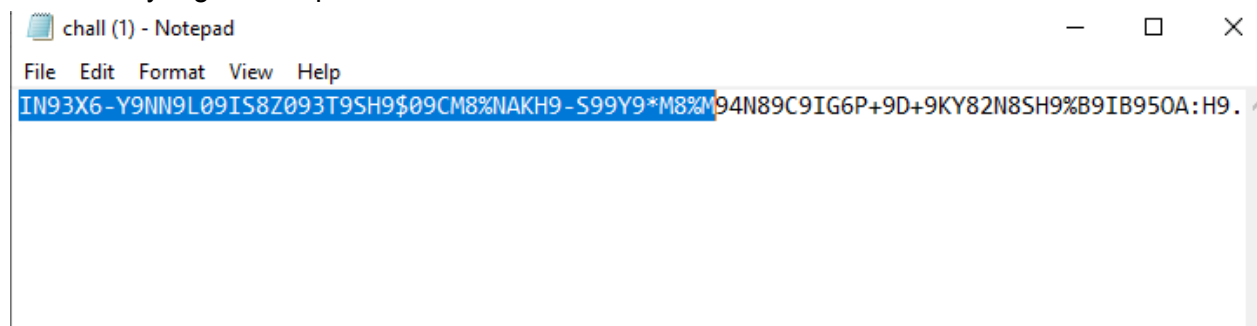 chall (1) - Notepad
File Edit Format View Help
IN93X6-Y9NN9L09IS8Z093T9SH9$09CM8%NAKH9-S99Y9*M8%M94N89C9IG6P+9D+9KY82N8SH9%B9IB95OA:H9.